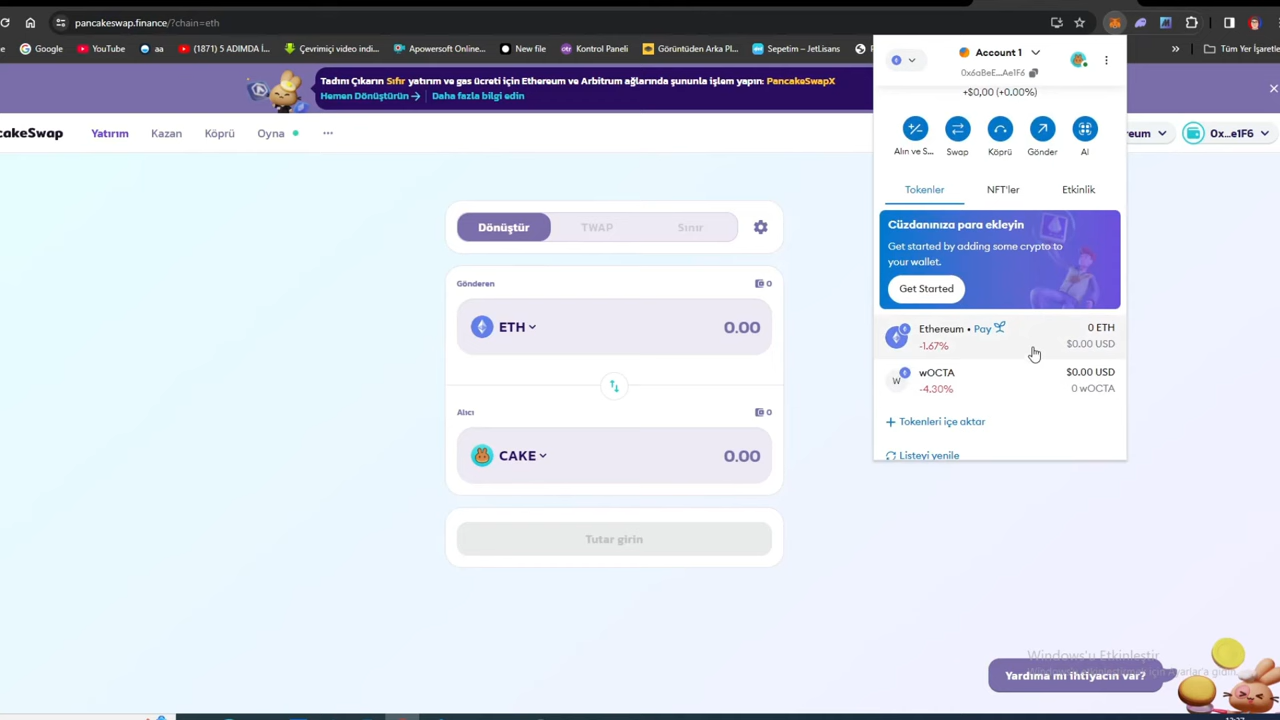 pancakeswap.finance/?chain=eth
Google
YouTube
aa
(1871) 5 ADIMDA İ...
Çevrimiçi video indi...
Apowersoft Online...
New file
Kontrol Paneli
Görüntüden Arka Pl...
Sepetim – JetLisans
»
Tüm Yer İşaretle
Tadını Çıkarın Sıfır yatırım ve gas ücreti için Ethereum ve Arbitrum ağlarında şununla işlem yapın: PancakeSwapX
Hemen Dönüştürün → Daha fazla bilgi edin
cakeSwap
Yatırım
Kazan
Köprü
Oyna
...
eum
0x...e1F6
Account 1
0x6aBeE...Ae1F6
+$0,00 (+0.00%)
Alın ve S...
Swap
Köprü
Gönder
Al
Tokenler
NFT'ler
Etkinlik
Cüzdanınıza para ekleyin
Get started by adding some crypto to
your wallet.
Get Started
Ethereum • Pay
0 ETH
-1.67%
$0.00 USD
wOCTA
$0.00 USD
W
-4.30%
0 wOCTA
+ Tokenleri içe aktar
Listeyi yenile
Dönüştür
TWAP
Sınır
Gönderen
0
ETH
0.00
Alıcı
0
CAKE
0.00
Tutar girin
Windows'u Etkinleştir
Yardıma mı ihtiyacın var?